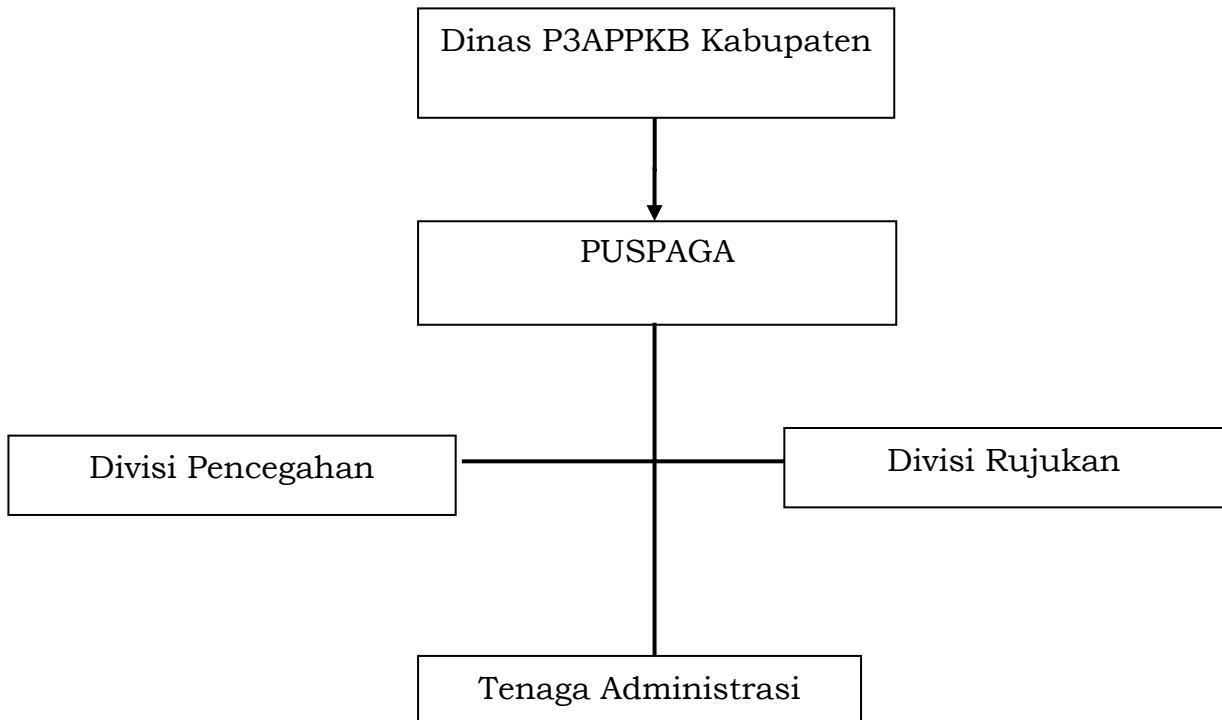 Dinas P3APPKB Kabupaten
PUSPAGA
Divisi Pencegahan
Divisi Rujukan
Tenaga Administrasi